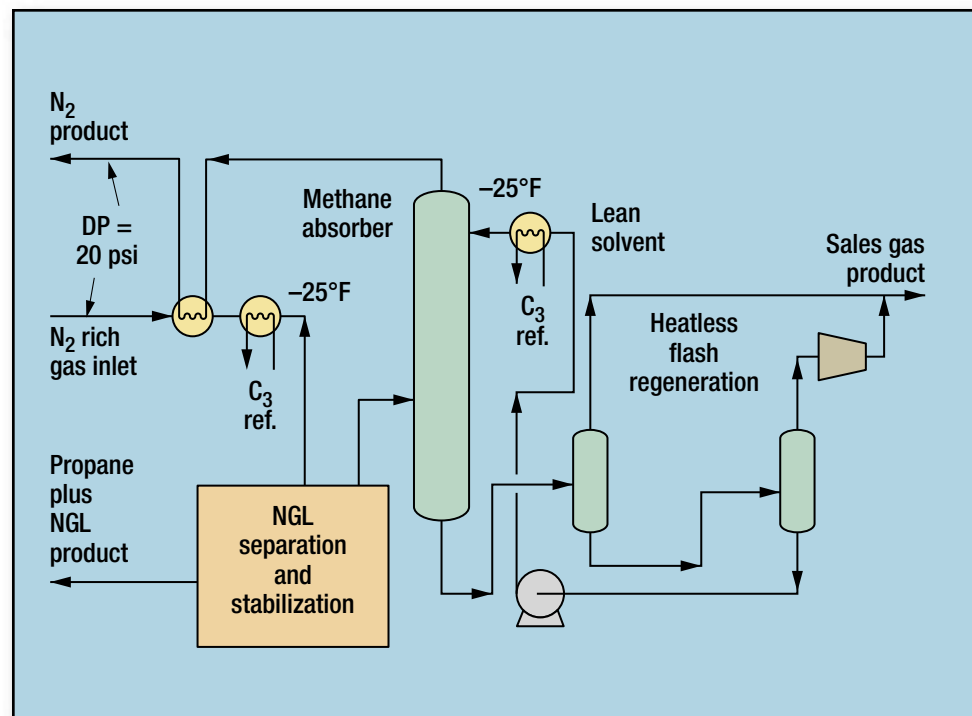 N2
product
DP =
20 psi
N2 rich
gas inlet
–25°F
C3
ref.
Propane
plus
NGL
product
NGL
separation
and
stabilization
Methane
absorber
–25°F
C3
ref.
Lean
solvent
Heatless
flash
regeneration
Sales gas
product